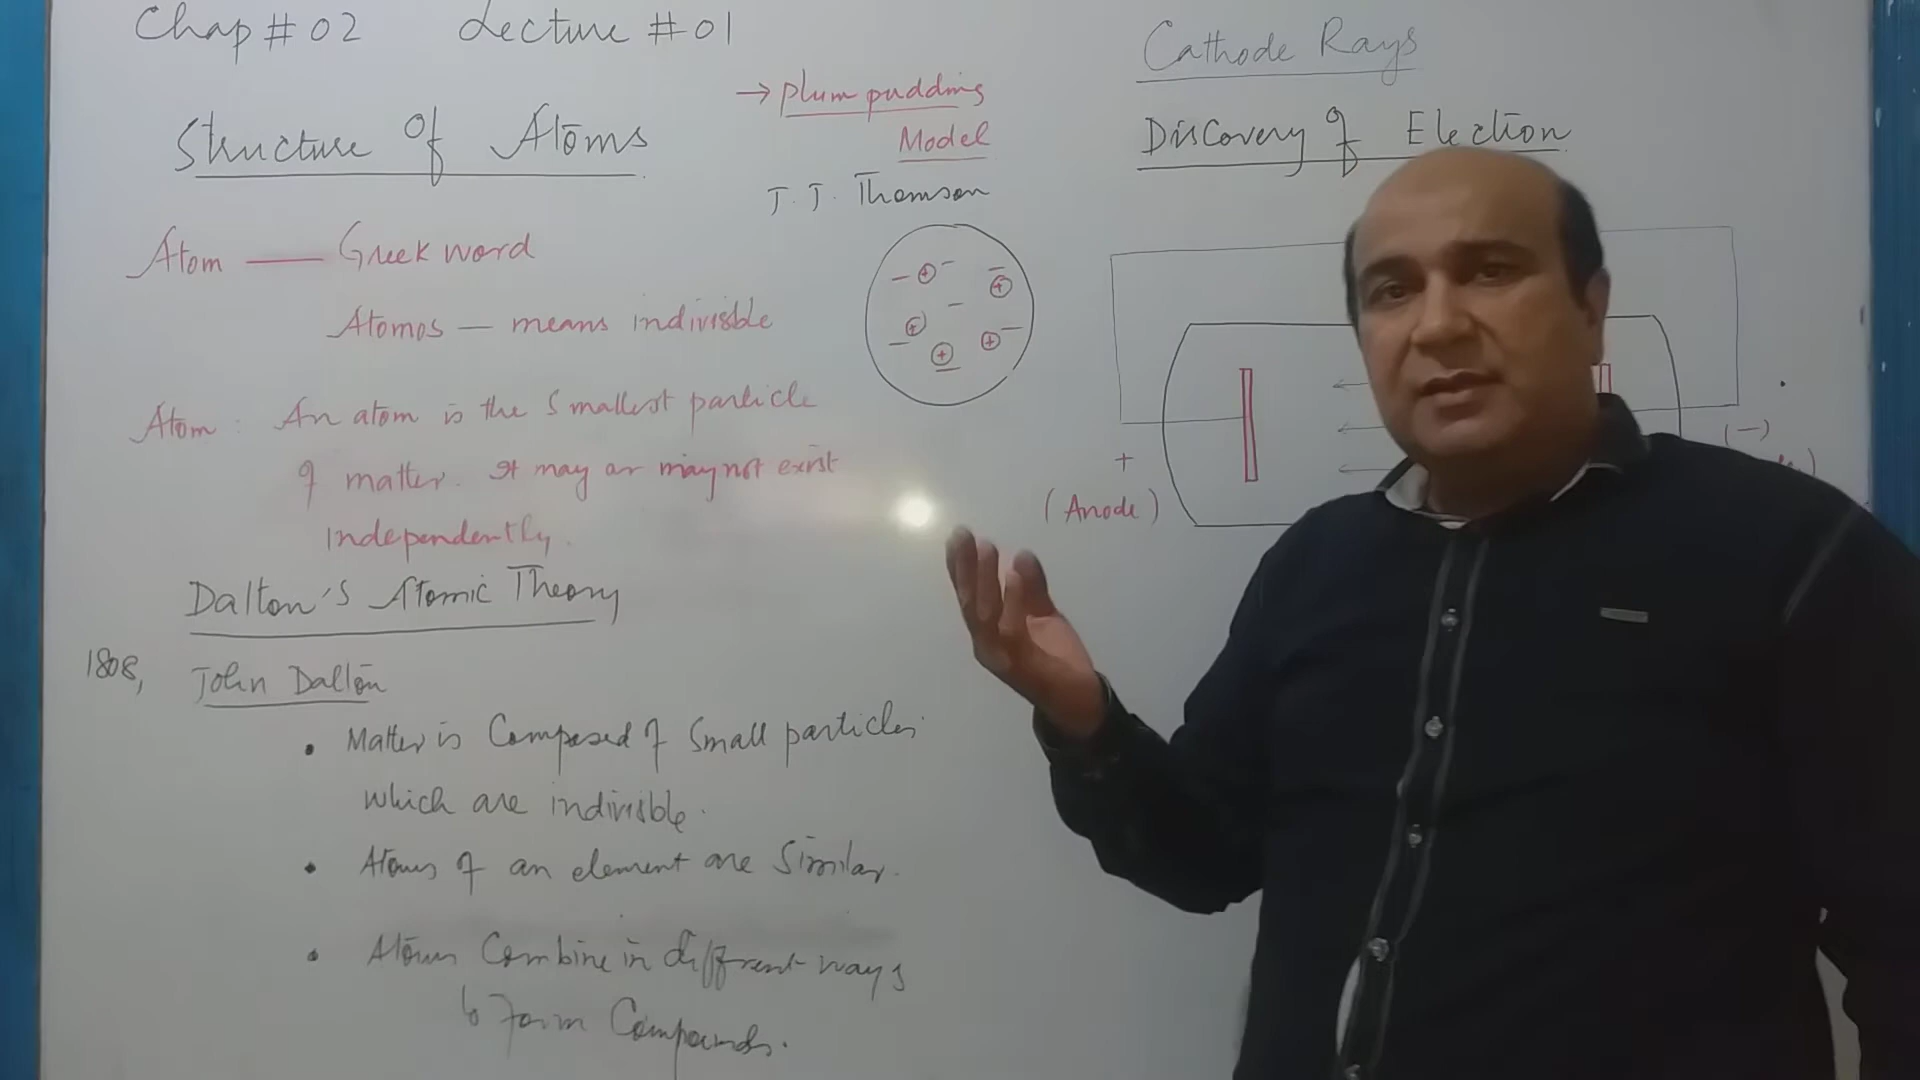 Chap # 02 Lecture # 01
Structure Of Atoms
Atom — Greek word
Atomos — means indivisble
Atom : An atom is the Smallest particle
of matter. It may or may not exist
independently.
Dalton's Atomic Theory
1808, John Dalton
• Matter is Composed of Small particles
which are indivisible.
• Atoms of an element are Similar.
• Atoms Combine in different ways
to Form Compounds.
→ plum pudding
Model
J. J. Thomson
− + − − +
−
+ −
− + +
−
Cathode Rays
Discovery of Election
+
(Anode)
(−)